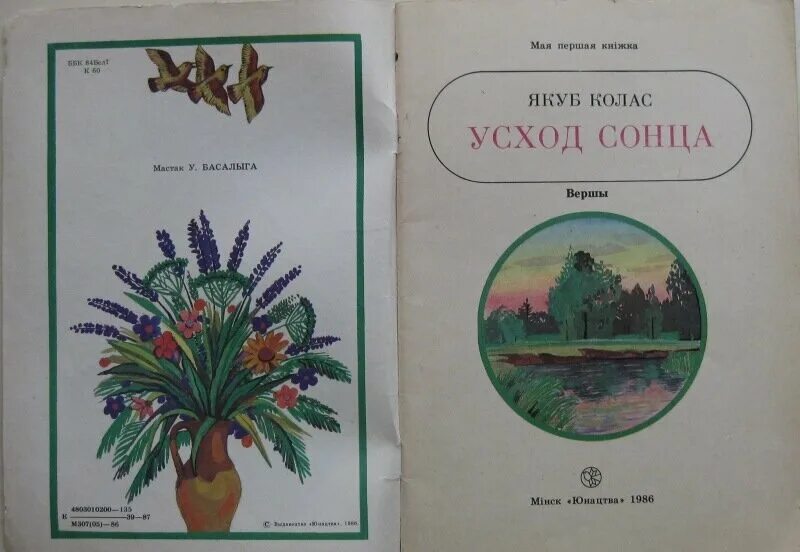 ББК 84Бел7
К 60
Мастак У. БАСАЛЫГА
4803010200—135
К ———— 39—87
М307(05)—86
© Выдавецтва «Юнацтва», 1986.
Мая першая кніжка
ЯКУБ КОЛАС
УСХОД СОНЦА
Вершы
Мінск «Юнацтва» 1986